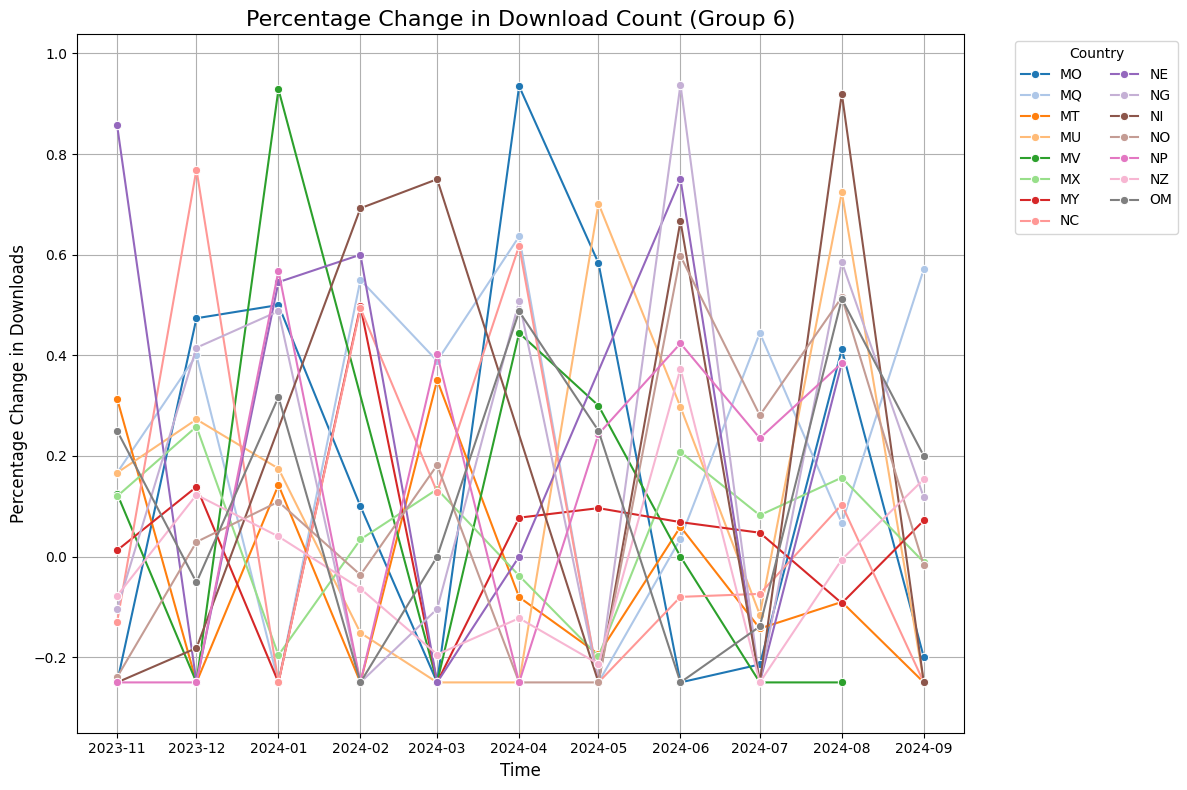 Percentage Change in Download Count (Group 6)
Percentage Change in Downloads
1.0
0.8
0.6
0.4
0.2
0.0
−0.2
2023-11 2023-12 2024-01 2024-02 2024-03 2024-04 2024-05 2024-06 2024-07 2024-08 2024-09
Time
Country
MO NE
MQ NG
MT NI
MU NO
MV NP
MX NZ
MY OM
NC